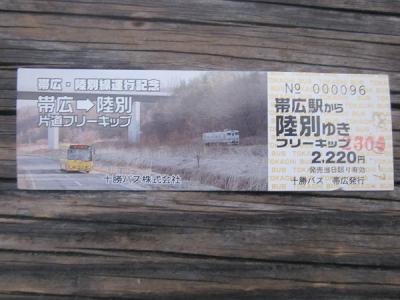 帯広・陸別線運行記念
帯広➡陸別
片道フリーキップ
十勝バス株式会社
№ 000096
帯広駅から
陸別ゆき
フリーキップ
2,220円
発売当日限り有効
十勝バス 帯広発行